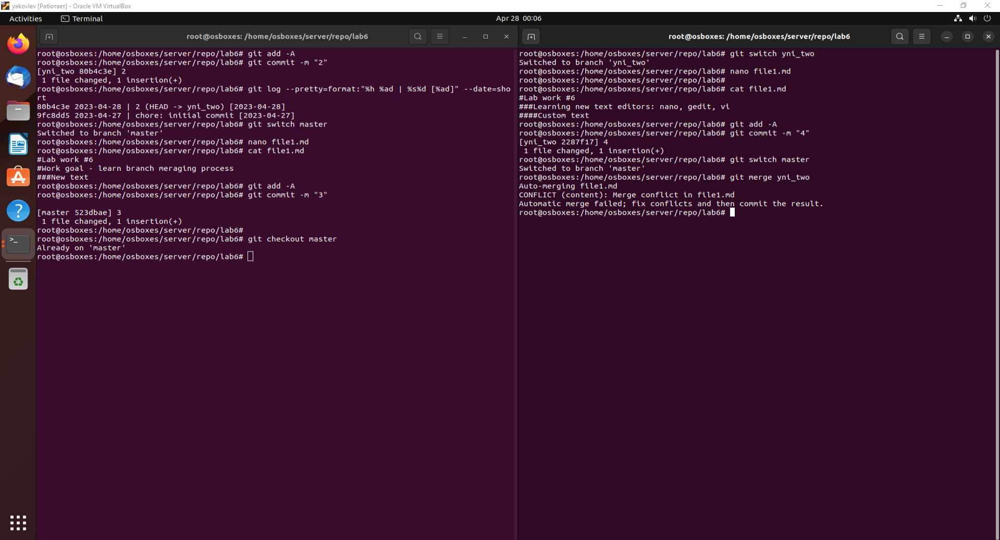 yakovlev [Работает] - Oracle VM VirtualBox
Activities
Terminal
Apr 28 00:06
root@osboxes: /home/osboxes/server/repo/lab6
root@osboxes:/home/osboxes/server/repo/lab6# git add -A
root@osboxes:/home/osboxes/server/repo/lab6# git commit -m "2"
[yni_two 80b4c3e] 2
 1 file changed, 1 insertion(+)
root@osboxes:/home/osboxes/server/repo/lab6# git log --pretty=format:"%h %ad | %s%d [%ad]" --date=sho
rt
80b4c3e 2023-04-28 | 2 (HEAD -> yni_two) [2023-04-28]
9fc8dd5 2023-04-27 | chore: initial commit [2023-04-27]
root@osboxes:/home/osboxes/server/repo/lab6# git switch master
Switched to branch 'master'
root@osboxes:/home/osboxes/server/repo/lab6# nano file1.md
root@osboxes:/home/osboxes/server/repo/lab6# cat file1.md
#Lab work #6
#Work goal - learn branch meraging process
###New text
root@osboxes:/home/osboxes/server/repo/lab6# git add -A
root@osboxes:/home/osboxes/server/repo/lab6# git commit -m "3"
[master 523dbae] 3
 1 file changed, 1 insertion(+)
root@osboxes:/home/osboxes/server/repo/lab6#
root@osboxes:/home/osboxes/server/repo/lab6# git checkout master
Already on 'master'
root@osboxes:/home/osboxes/server/repo/lab6#
root@osboxes: /home/osboxes/server/repo/lab6
root@osboxes:/home/osboxes/server/repo/lab6# git switch yni_two
Switched to branch 'yni_two'
root@osboxes:/home/osboxes/server/repo/lab6# nano file1.md
root@osboxes:/home/osboxes/server/repo/lab6#
root@osboxes:/home/osboxes/server/repo/lab6# cat file1.md
#Lab work #6
###Learning new text editors: nano, gedit, vi
####Custom text
root@osboxes:/home/osboxes/server/repo/lab6# git add -A
root@osboxes:/home/osboxes/server/repo/lab6# git commit -m "4"
[yni_two 2287f17] 4
 1 file changed, 1 insertion(+)
root@osboxes:/home/osboxes/server/repo/lab6# git switch master
Switched to branch 'master'
root@osboxes:/home/osboxes/server/repo/lab6# git merge yni_two
Auto-merging file1.md
CONFLICT (content): Merge conflict in file1.md
Automatic merge failed; fix conflicts and then commit the result.
root@osboxes:/home/osboxes/server/repo/lab6#